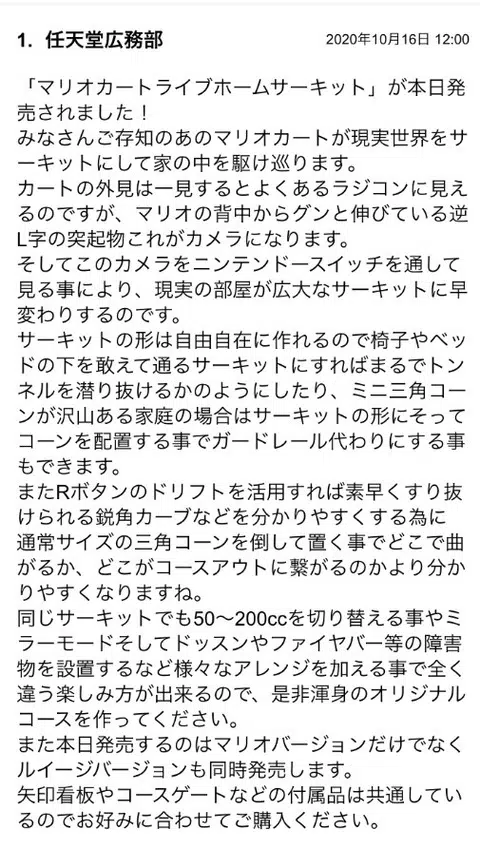 1. 任天堂広務部
2020年10月16日 12:00
「マリオカートライブホームサーキット」が本日発
売されました！
みなさんご存知のあのマリオカートが現実世界をサ
ーキットにして家の中を駆け巡ります。
カートの外見は一見するとよくあるラジコンに見え
るのですが、マリオの背中からグンと伸びている逆
L字の突起物これがカメラになります。
そしてこのカメラをニンテンドースイッチを通して
見る事により、現実の部屋が広大なサーキットに早
変わりするのです。
サーキットの形は自由自在に作れるので椅子やベッ
ドの下を敢えて通るサーキットにすればまるでトン
ネルを潜り抜けるかのようにしたり、ミニ三角コー
ンが沢山ある家庭の場合はサーキットの形にそって
コーンを配置する事でガードレール代わりにする事
もできます。
またRボタンのドリフトを活用すれば素早くすり抜
けられる鋭角カーブなどを分かりやすくする為に
通常サイズの三角コーンを倒して置く事でどこで曲
がるか、どこがコースアウトに繋がるのかより分か
りやすくなりますね。
同じサーキットでも50〜200ccを切り替える事やミ
ラーモードそしてドッスンやファイヤバー等の障害
物を設置するなど様々なアレンジを加える事で全く
違う楽しみ方が出来るので、是非渾身のオリジナル
コースを作ってください。
また本日発売するのはマリオバージョンだけでなく
ルイージバージョンも同時発売します。
矢印看板やコースゲートなどの付属品は共通してい
るのでお好みに合わせてご購入ください。